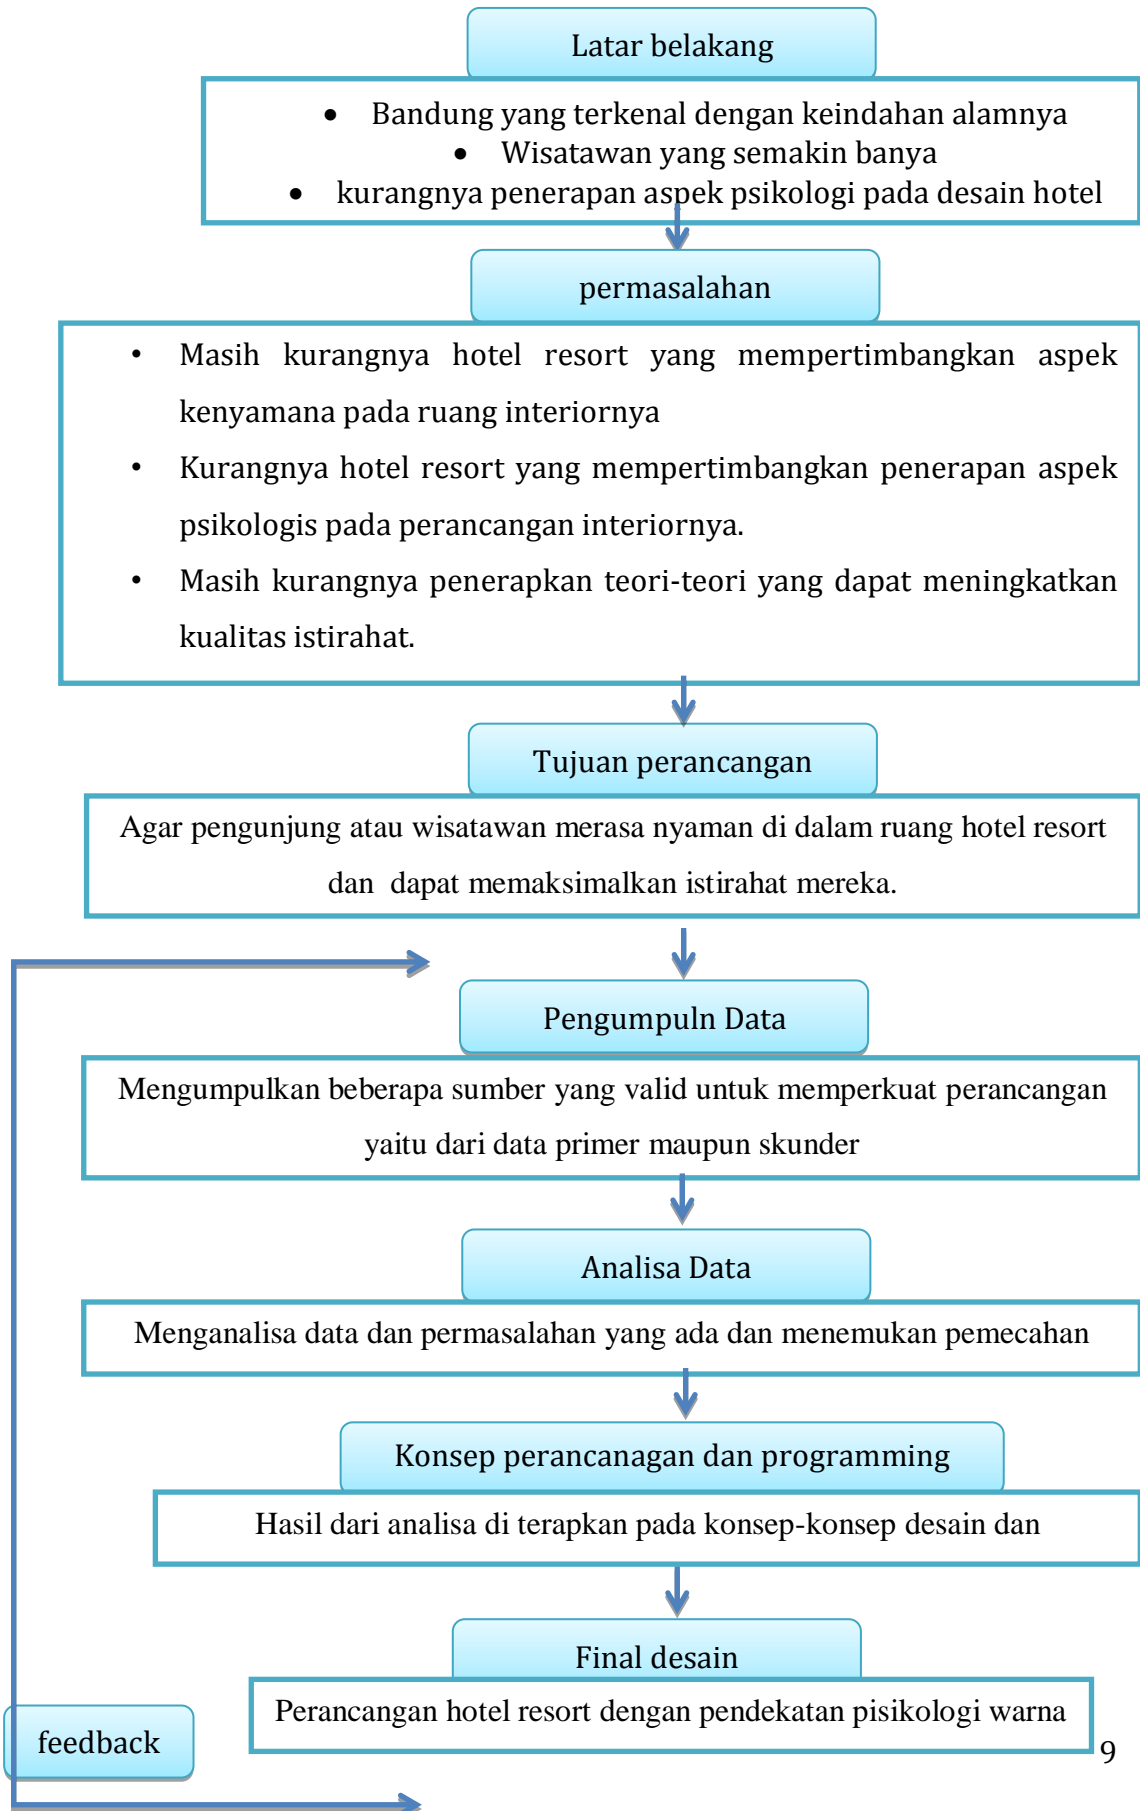 Latar belakang
• Bandung yang terkenal dengan keindahan alamnya
• Wisatawan yang semakin banya
• kurangnya penerapan aspek psikologi pada desain hotel
permasalahan
• Masih kurangnya hotel resort yang mempertimbangkan aspek
kenyamana pada ruang interiornya
• Kurangnya hotel resort yang mempertimbangkan penerapan aspek
psikologis pada perancangan interiornya.
• Masih kurangnya penerapkan teori-teori yang dapat meningkatkan
kualitas istirahat.
Tujuan perancangan
Agar pengunjung atau wisatawan merasa nyaman di dalam ruang hotel resort
dan dapat memaksimalkan istirahat mereka.
Pengumpuln Data
Mengumpulkan beberapa sumber yang valid untuk memperkuat perancangan
yaitu dari data primer maupun skunder
Analisa Data
Menganalisa data dan permasalahan yang ada dan menemukan pemecahan
Konsep perancanagan dan programming
Hasil dari analisa di terapkan pada konsep-konsep desain dan
Final desain
Perancangan hotel resort dengan pendekatan pisikologi warna
feedback
9